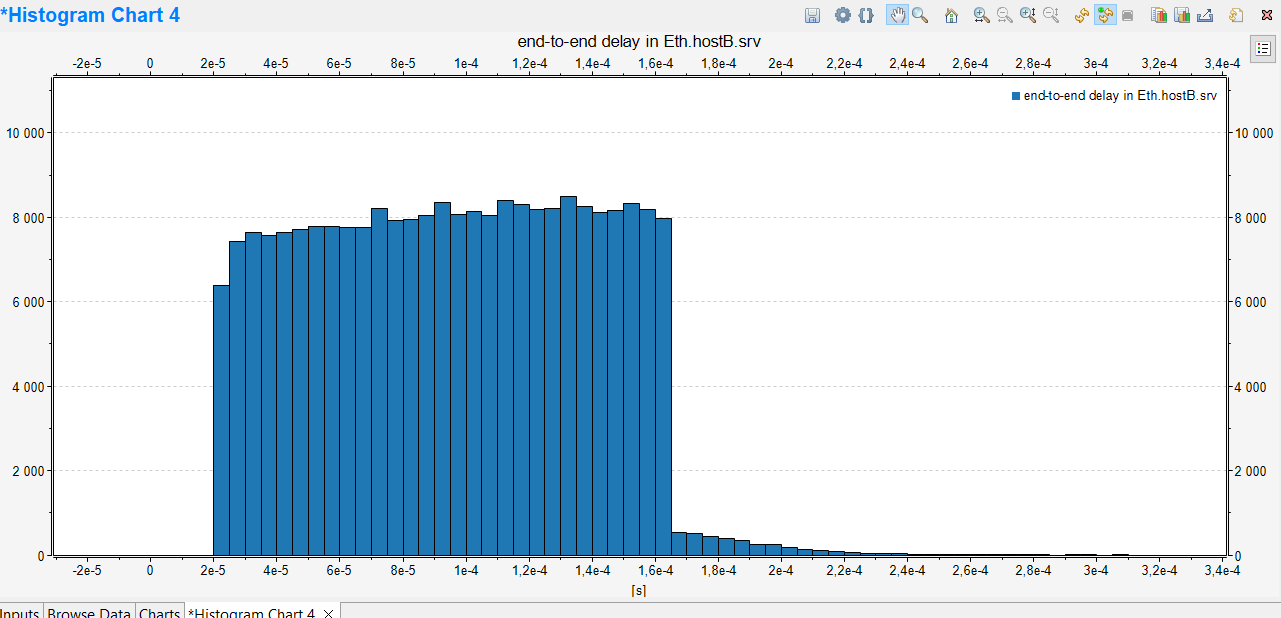 *Histogram Chart 4
end-to-end delay in Eth.hostB.srv
-2e-5 0 2e-5 4e-5 6e-5 8e-5 1e-4 1,2e-4 1,4e-4 1,6e-4 1,8e-4 2e-4 2,2e-4 2,4e-4 2,6e-4 2,8e-4 3e-4 3,2e-4 3,4e-4
end-to-end delay in Eth.hostB.srv
10 000 10 000
8 000 8 000
6 000 6 000
4 000 4 000
2 000 2 000
0 0
-2e-5 0 2e-5 4e-5 6e-5 8e-5 1e-4 1,2e-4 1,4e-4 1,6e-4 1,8e-4 2e-4 2,2e-4 2,4e-4 2,6e-4 2,8e-4 3e-4 3,2e-4 3,4e-4
[s]
Inputs Browse Data Charts *Histogram Chart 4